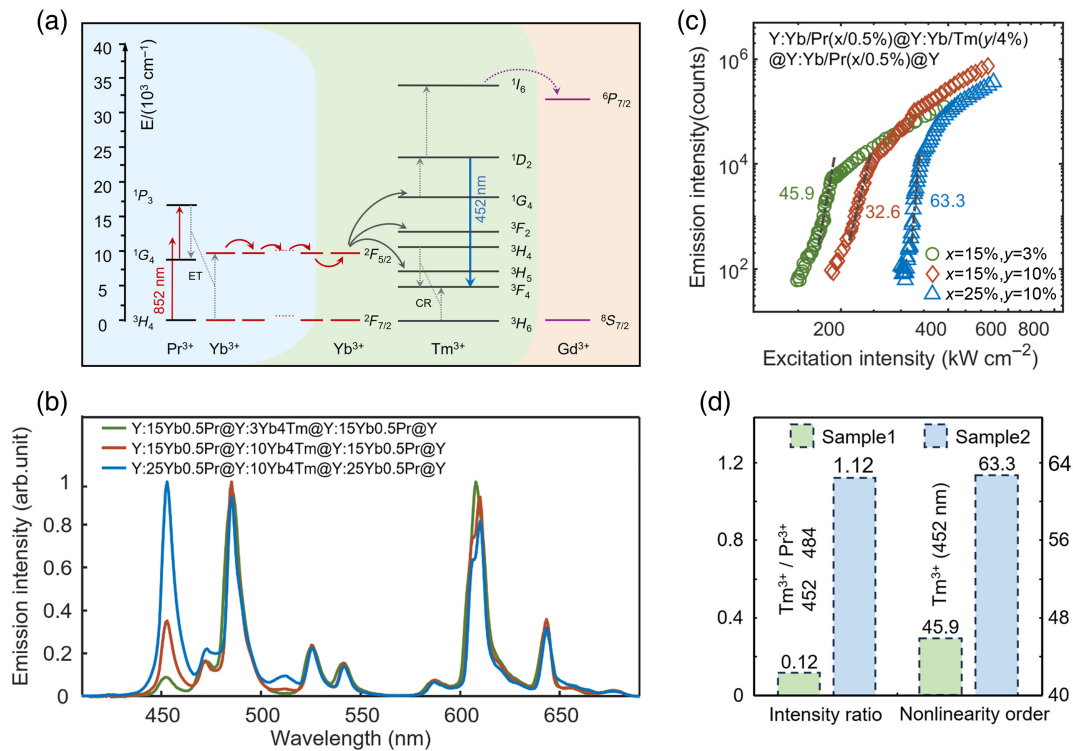 (a)
E/(10³ cm⁻¹)
40
35
30
25
20
15
10
5
0
¹P₃
¹G₄
³H₄
852 nm
ET
²F₅/₂
²F₇/₂
¹I₆
¹D₂
¹G₄
³F₂
³H₄
³H₅
³F₄
³H₆
452 nm
CR
⁶P₇/₂
⁸S₇/₂
Pr³⁺ Yb³⁺ Yb³⁺ Tm³⁺ Gd³⁺
(b)
Y:15Yb0.5Pr@Y:3Yb4Tm@Y:15Yb0.5Pr@Y
Y:15Yb0.5Pr@Y:10Yb4Tm@Y:15Yb0.5Pr@Y
Y:25Yb0.5Pr@Y:10Yb4Tm@Y:25Yb0.5Pr@Y
Emission intensity (arb.unit)
1
0.8
0.6
0.4
0.2
0
450 500 550 600 650
Wavelength (nm)
(c)
Y:Yb/Pr(x/0.5%)@Y:Yb/Tm(y/4%)
@Y:Yb/Pr(x/0.5%)@Y
Emission intensity(counts)
10⁶
10⁴
10²
45.9
32.6
63.3
x=15%,y=3%
x=15%,y=10%
x=25%,y=10%
200 400 600 800
Excitation intensity (kW cm⁻²)
(d)
Sample1 Sample2
1.2
0.8
0.4
0
64
56
48
40
Tm³⁺ / Pr³⁺
452 484
0.12
1.12
Tm³⁺ (452 nm)
45.9
63.3
Intensity ratio Nonlinearity order